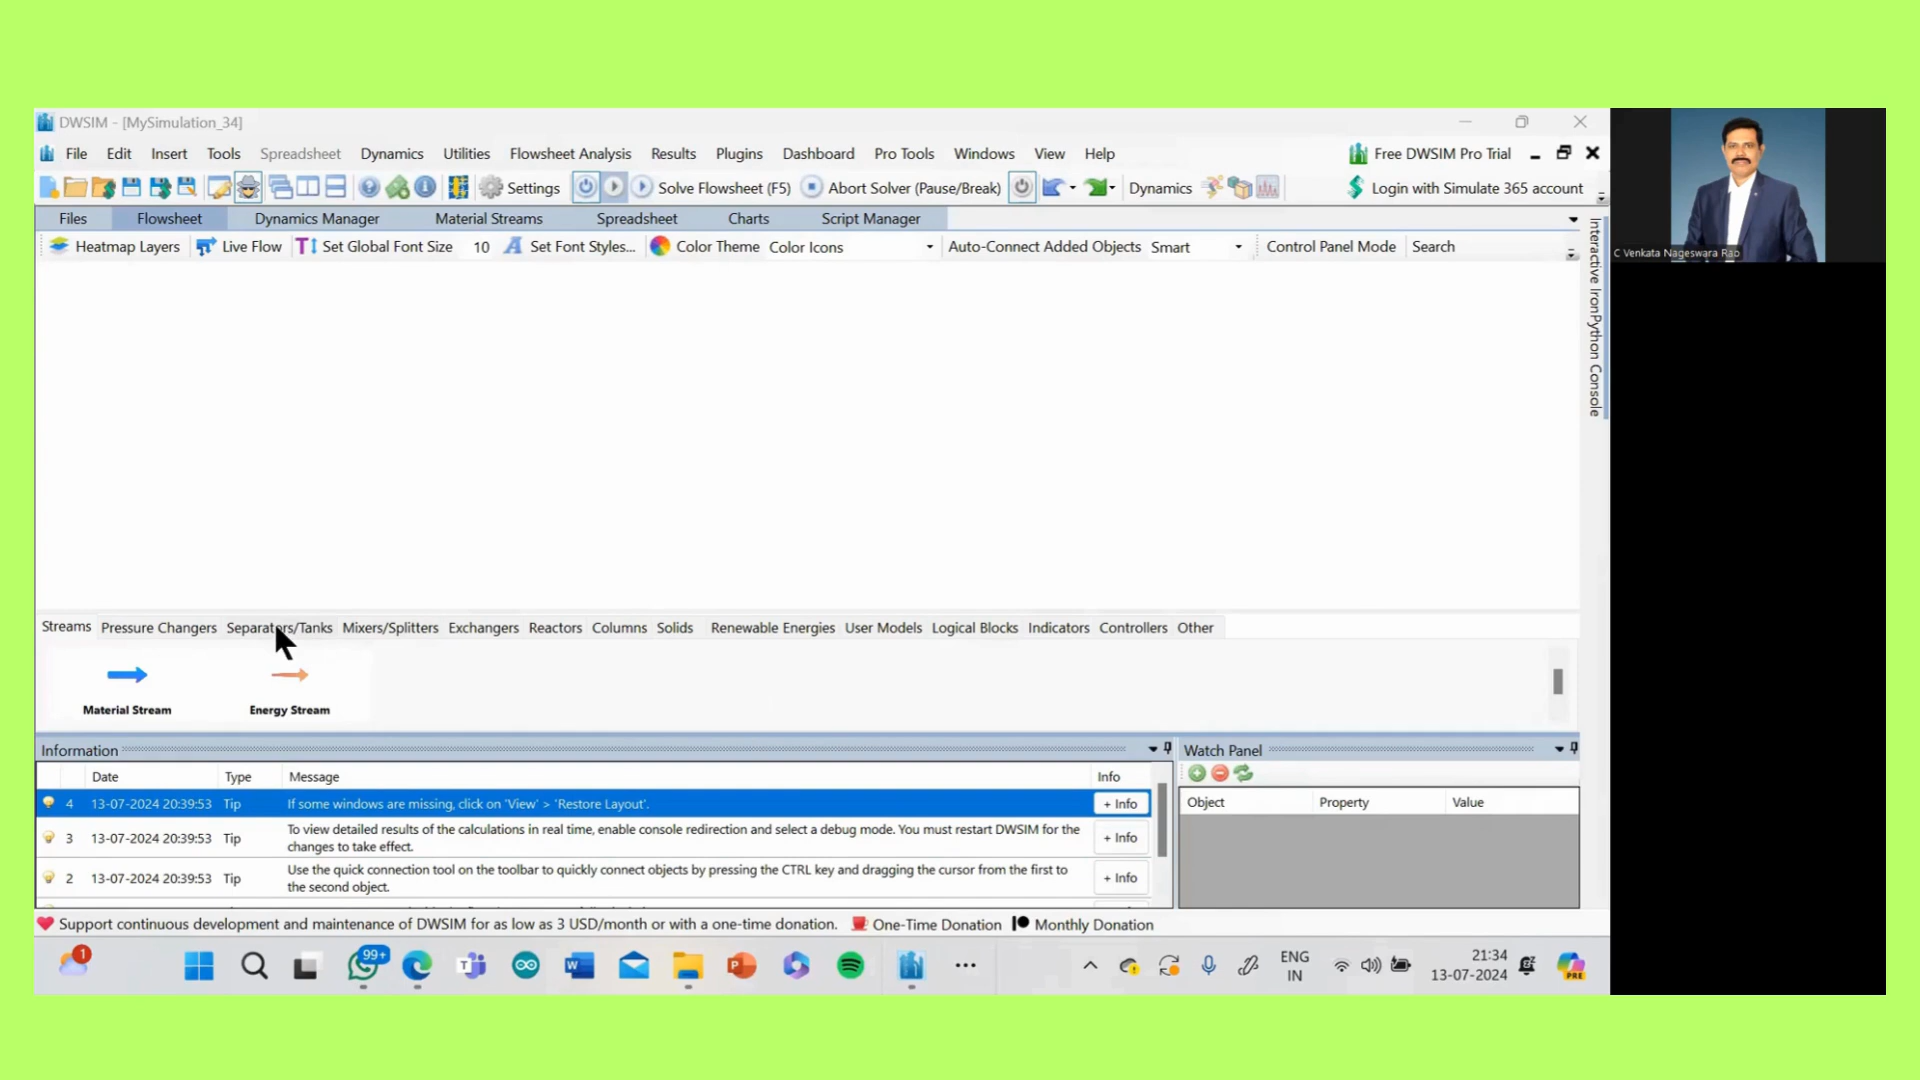 DWSIM - [MySimulation_34]
File Edit Insert Tools Spreadsheet Dynamics Utilities Flowsheet Analysis Results Plugins Dashboard Pro Tools Windows View Help Free DWSIM Pro Trial
Settings Solve Flowsheet (F5) Abort Solver (Pause/Break) Dynamics Login with Simulate 365 account
Files Flowsheet Dynamics Manager Material Streams Spreadsheet Charts Script Manager
Heatmap Layers Live Flow Set Global Font Size 10 Set Font Styles... Color Theme Color Icons Auto-Connect Added Objects Smart Control Panel Mode Search
C Venkata Nageswara Rao
Interactive IronPython Console
Streams Pressure Changers Separators/Tanks Mixers/Splitters Exchangers Reactors Columns Solids Renewable Energies User Models Logical Blocks Indicators Controllers Other
Material Stream Energy Stream
Information Watch Panel
Date Type Message Info
Object Property Value
4 13-07-2024 20:39:53 Tip If some windows are missing, click on 'View' > 'Restore Layout'. + Info
3 13-07-2024 20:39:53 Tip To view detailed results of the calculations in real time, enable console redirection and select a debug mode. You must restart DWSIM for the
changes to take effect. + Info
2 13-07-2024 20:39:53 Tip Use the quick connection tool on the toolbar to quickly connect objects by pressing the CTRL key and dragging the cursor from the first to
the second object. + Info
Support continuous development and maintenance of DWSIM for as low as 3 USD/month or with a one-time donation. One-Time Donation Monthly Donation
1 99+ ENG 21:34
IN 13-07-2024 PRE